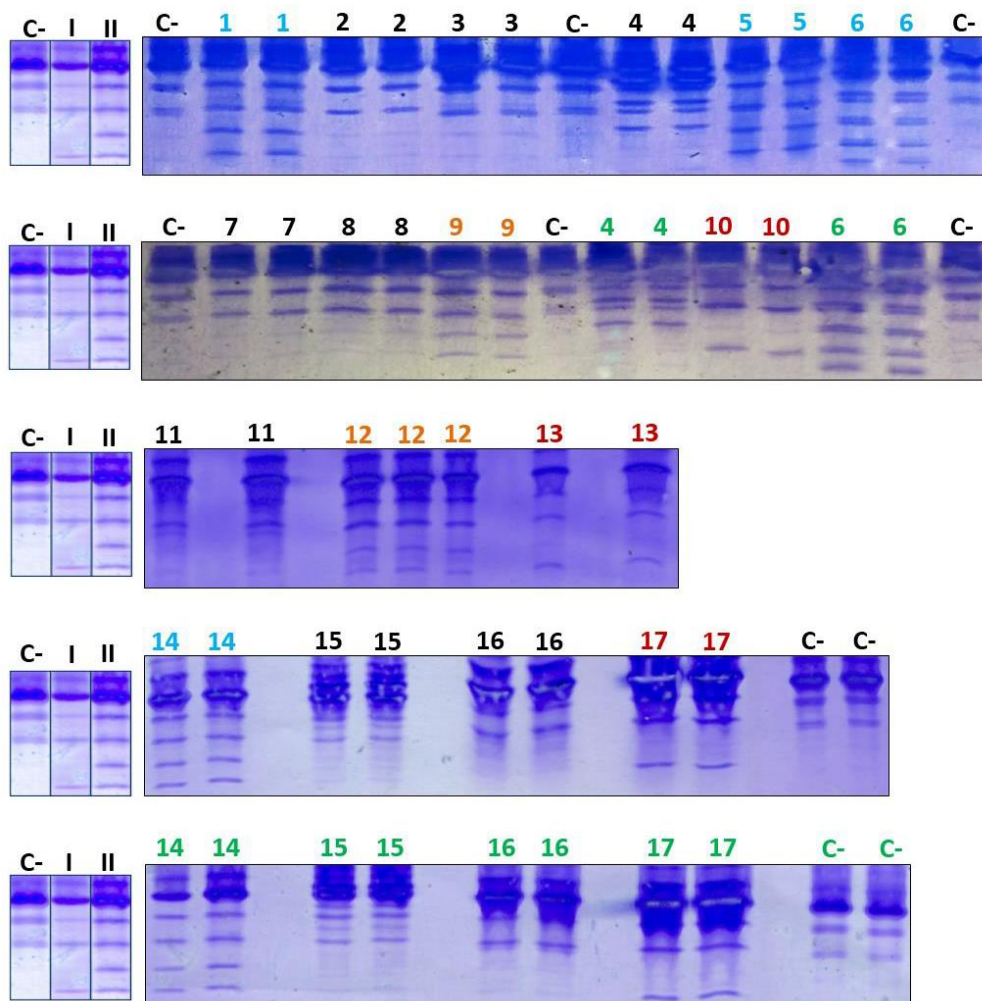 C- I II C- 1 1 2 2 3 3 C- 4 4 5 5 6 6 C-
C- I II C- 7 7 8 8 9 9 C- 4 4 10 10 6 6 C-
C- I II 11 11 12 12 12 13 13
C- I II 14 14 15 15 16 16 17 17 C- C-
C- I II 14 14 15 15 16 16 17 17 C- C-